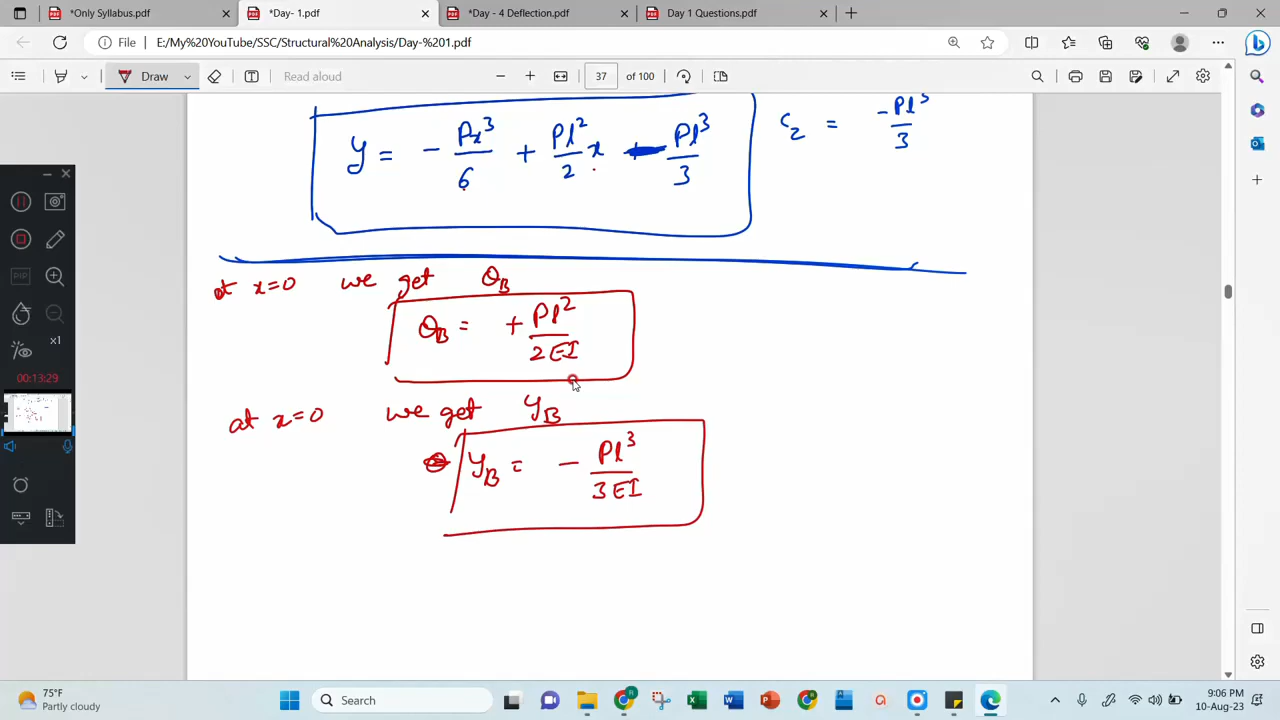 *Only Syllabus.pdf
*Day- 1.pdf
*Day - 4 Deflection.pdf
Day 1 Questions.pdf
File
E:/My%20YouTube/SSC/Structural%20Analysis/Day-%201.pdf
Draw
Read aloud
37 of 100
y = - Px³/6 + Pl²/2 x - Pl³/3
C₂ = -Pl³/3
at x=0 we get θB
θB = + Pl²/2EI
at x=0 we get yB
yB = - Pl³/3EI
PIP
x1
00:13:29
75°F
Partly cloudy
Search
9:06 PM
10-Aug-23